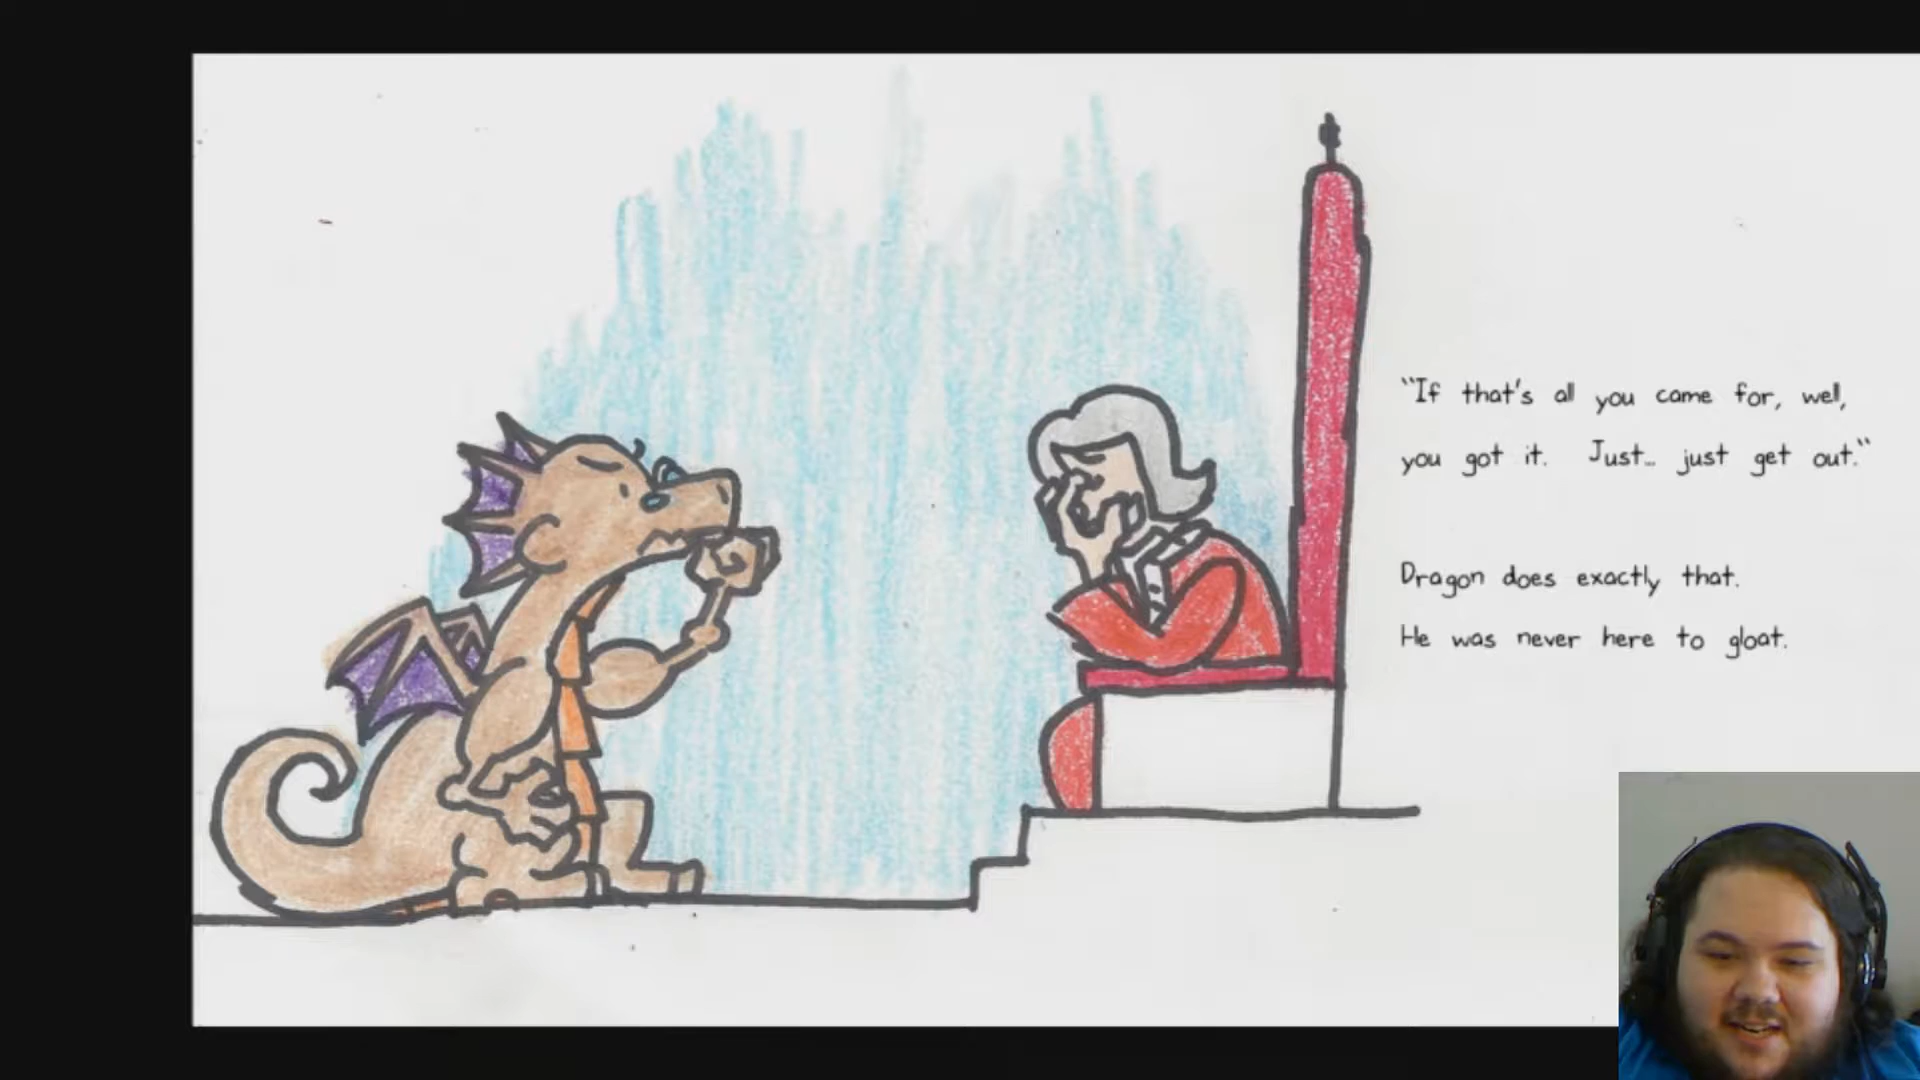 "If that's all you came for, well,
you got it. Just... just get out."
Dragon does exactly that.
He was never here to gloat.